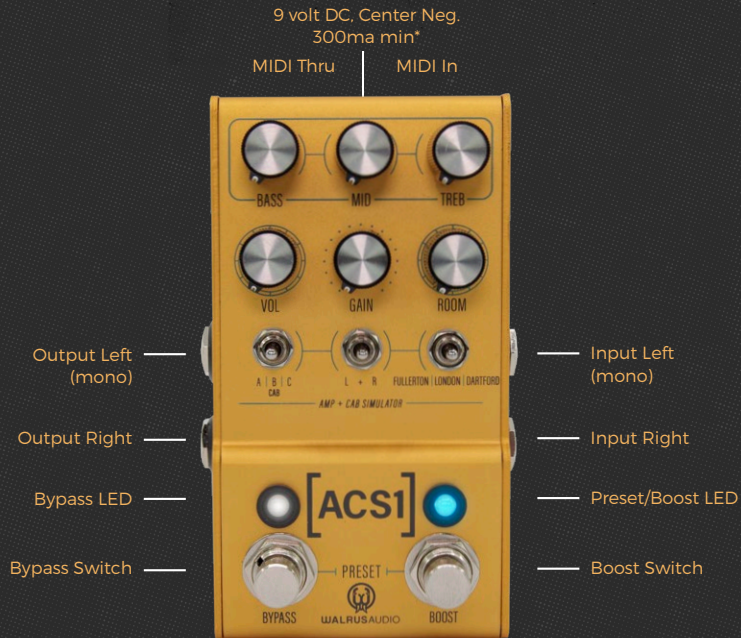 9 volt DC, Center Neg.
300ma min*
MIDI Thru
MIDI In
BASS
MID
TREB
VOL
GAIN
ROOM
Output Left
(mono)
Input Left
(mono)
A | B | C
CAB
L + R
FULLERTON | LONDON | DARTFORD
AMP + CAB SIMULATOR
Output Right
Input Right
Bypass LED
[ACS1]
Preset/Boost LED
Bypass Switch
PRESET
Boost Switch
BYPASS
WALRUSAUDIO
BOOST